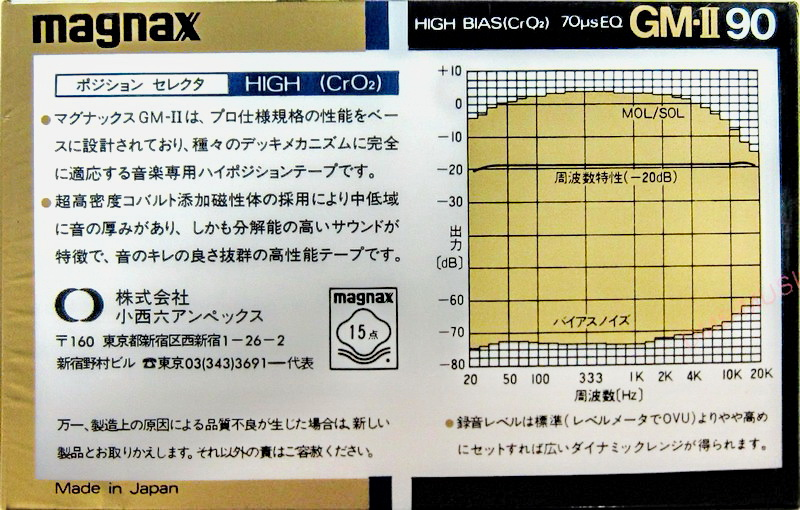 magnax
HIGH BIAS(CrO₂) 70μsEQ GM-II 90
ポジション セレクタ HIGH (CrO₂)
●マグナックスGM-IIは、プロ仕様規格の性能をベー
スに設計されており、種々のデッキメカニズムに完全
に適応する音楽専用ハイポジションテープです。
●超高密度コバルト添加磁性体の採用により中低域
に音の厚みがあり、しかも分解能の高いサウンドが
特徴で、音のキレの良さ抜群の高性能テープです。
株式会社
小西六アンペックス
〒160 東京都新宿区西新宿1-26-2
新宿野村ビル ☎東京03(343)3691―代表
magnax
15点
万一、製造上の原因による品質不良が生じた場合は、新しい
製品とお取りかえします。それ以外の責はご容赦ください。
Made in Japan
+10
0
-10
-20
-30
出力
[dB]
-60
-70
-80
MOL/SOL
周波数特性(-20dB)
バイアスノイズ
20 50 100 333 1K 2K 4K 10K 20K
周波数[Hz]
●録音レベルは標準(レベルメータで0VU)よりやや高め
にセットすれば広いダイナミックレンジが得られます。